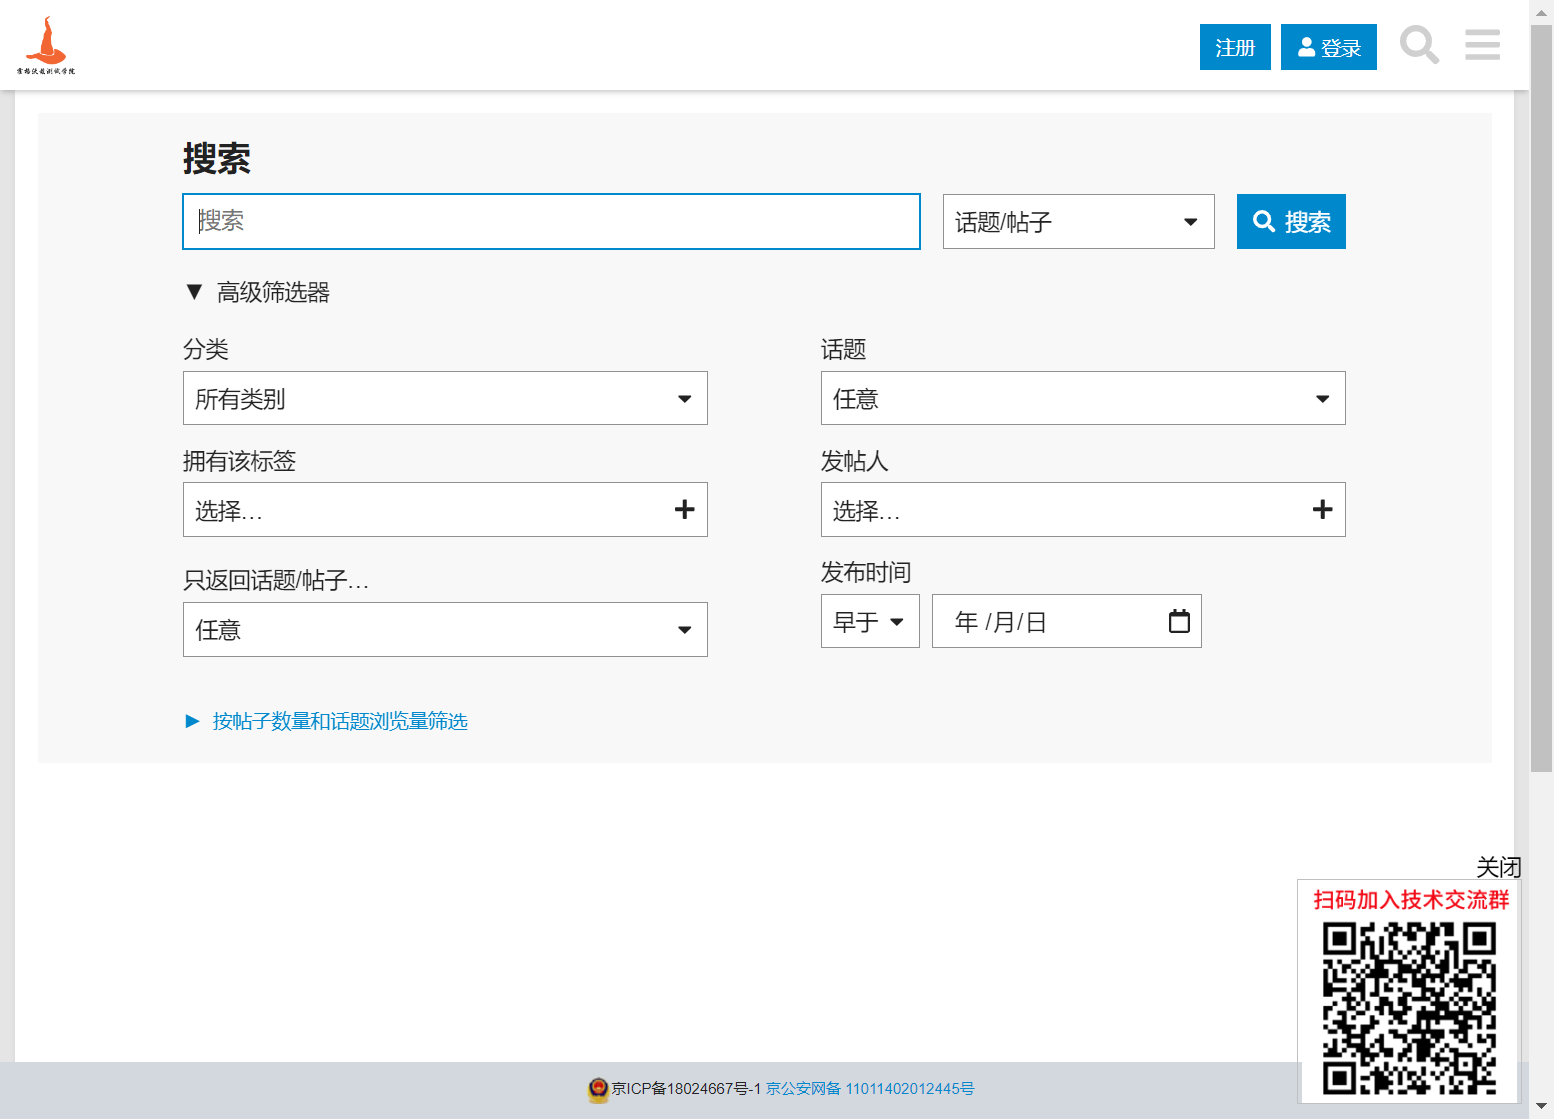 霍格沃兹测试学院
注册
登录
搜索
搜索
话题/帖子
搜索
▼ 高级筛选器
分类
话题
所有类别
任意
拥有该标签
发帖人
选择…
选择…
只返回话题/帖子…
发布时间
任意
早于
年 /月/日
► 按帖子数量和话题浏览量筛选
关闭
扫码加入技术交流群
京ICP备18024667号-1 京公安网备 11011402012445号